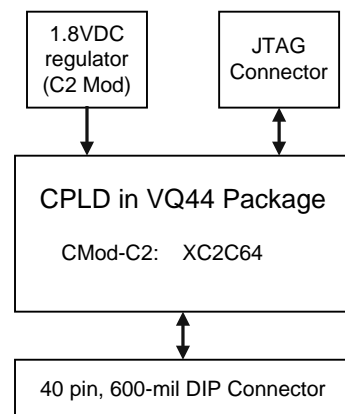 1.8VDC
regulator
(C2 Mod)
JTAG
Connector
CPLD in VQ44 Package
CMod-C2: XC2C64
40 pin, 600-mil DIP Connector